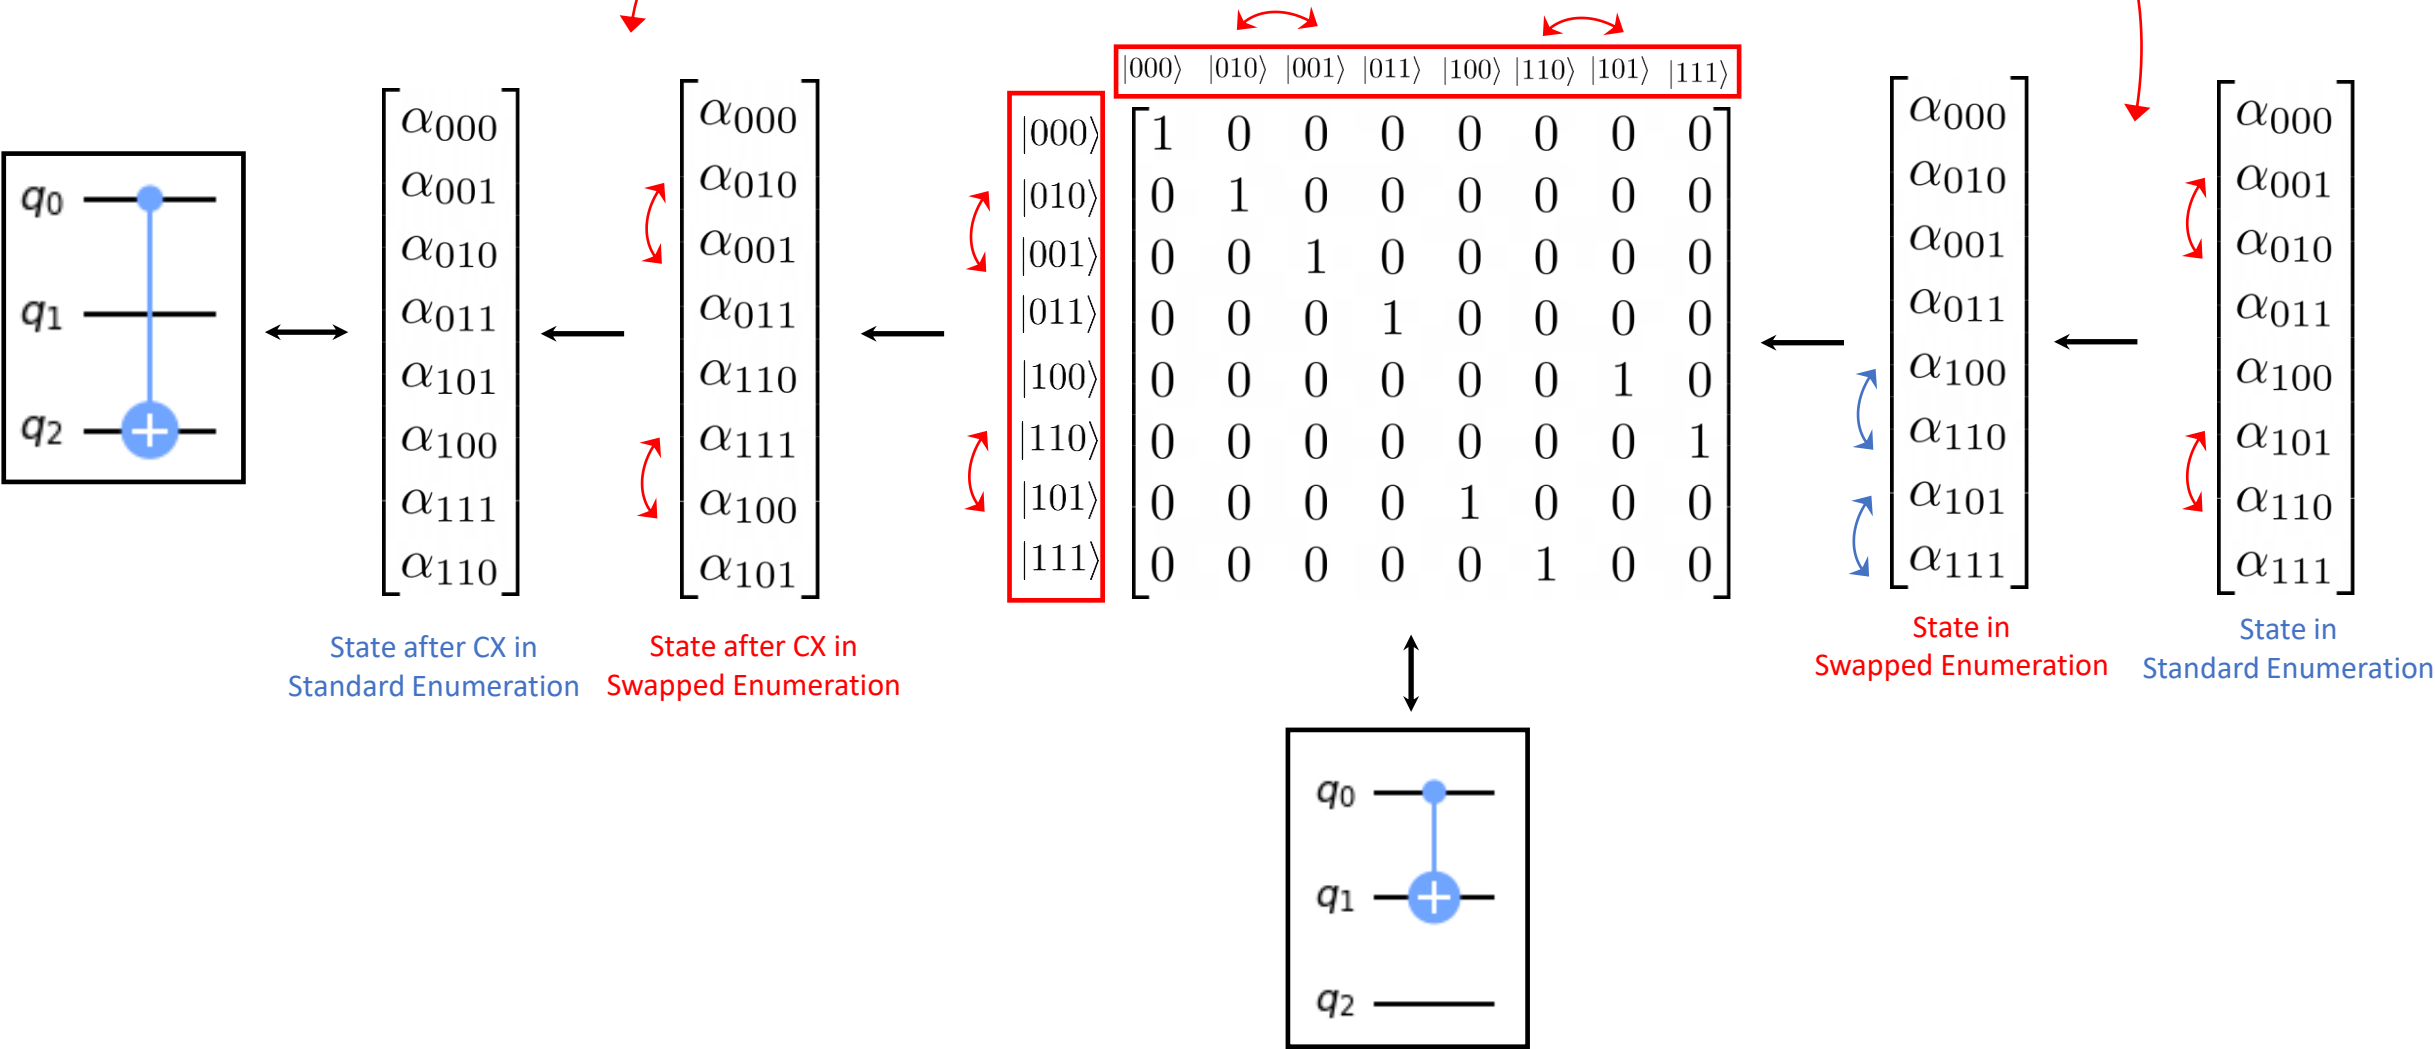 |000⟩ |010⟩ |001⟩ |011⟩ |100⟩ |110⟩ |101⟩ |111⟩
q0
q1
q2
α000
α001
α010
α011
α101
α100
α111
α110
State after CX in
Standard Enumeration
α000
α010
α001
α011
α110
α111
α100
α101
State after CX in
Swapped Enumeration
|000⟩ 1 0 0 0 0 0 0 0
|010⟩ 0 1 0 0 0 0 0 0
|001⟩ 0 0 1 0 0 0 0 0
|011⟩ 0 0 0 1 0 0 0 0
|100⟩ 0 0 0 0 0 0 1 0
|110⟩ 0 0 0 0 0 0 0 1
|101⟩ 0 0 0 0 1 0 0 0
|111⟩ 0 0 0 0 0 1 0 0
α000
α010
α001
α011
α100
α110
α101
α111
State in
Swapped Enumeration
α000
α001
α010
α011
α100
α101
α110
α111
State in
Standard Enumeration
q0
q1
q2